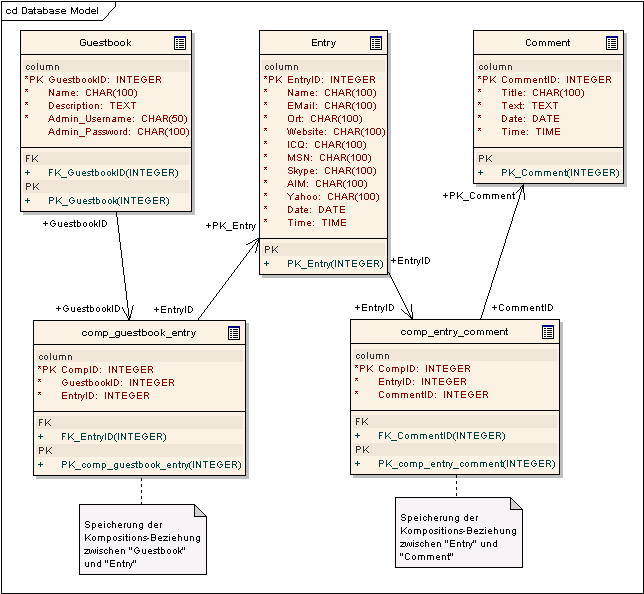 cd Database Model
Guestbook
column
*PK GuestbookID: INTEGER
* Name: CHAR(100)
* Description: TEXT
* Admin_Username: CHAR(50)
Admin_Password: CHAR(100)
FK
+ FK_GuestbookID(INTEGER)
PK
+ PK_Guestbook(INTEGER)
Entry
column
*PK EntryID: INTEGER
* Name: CHAR(100)
* EMail: CHAR(100)
* Ort: CHAR(100)
* Website: CHAR(100)
* ICQ: CHAR(100)
* MSN: CHAR(100)
* Skype: CHAR(100)
* AIM: CHAR(100)
* Yahoo: CHAR(100)
* Date: DATE
* Time: TIME
PK
+ PK_Entry(INTEGER)
Comment
column
*PK CommentID: INTEGER
* Title: CHAR(100)
* Text: TEXT
* Date: DATE
* Time: TIME
PK
+ PK_Comment(INTEGER)
+GuestbookID
+PK_Entry
+PK_Comment
+EntryID
+GuestbookID
+EntryID
+EntryID
+CommentID
comp_guestbook_entry
column
*PK CompID: INTEGER
* GuestbookID: INTEGER
* EntryID: INTEGER
FK
+ FK_EntryID(INTEGER)
PK
+ PK_comp_guestbook_entry(INTEGER)
comp_entry_comment
column
*PK CompID: INTEGER
* EntryID: INTEGER
* CommentID: INTEGER
FK
+ FK_CommentID(INTEGER)
PK
+ PK_comp_entry_comment(INTEGER)
Speicherung der
Kompositions-Beziehung
zwischen "Guestbook"
und "Entry"
Speicherung der
Kompositions-Beziehung
zwischen "Entry" und
"Comment"